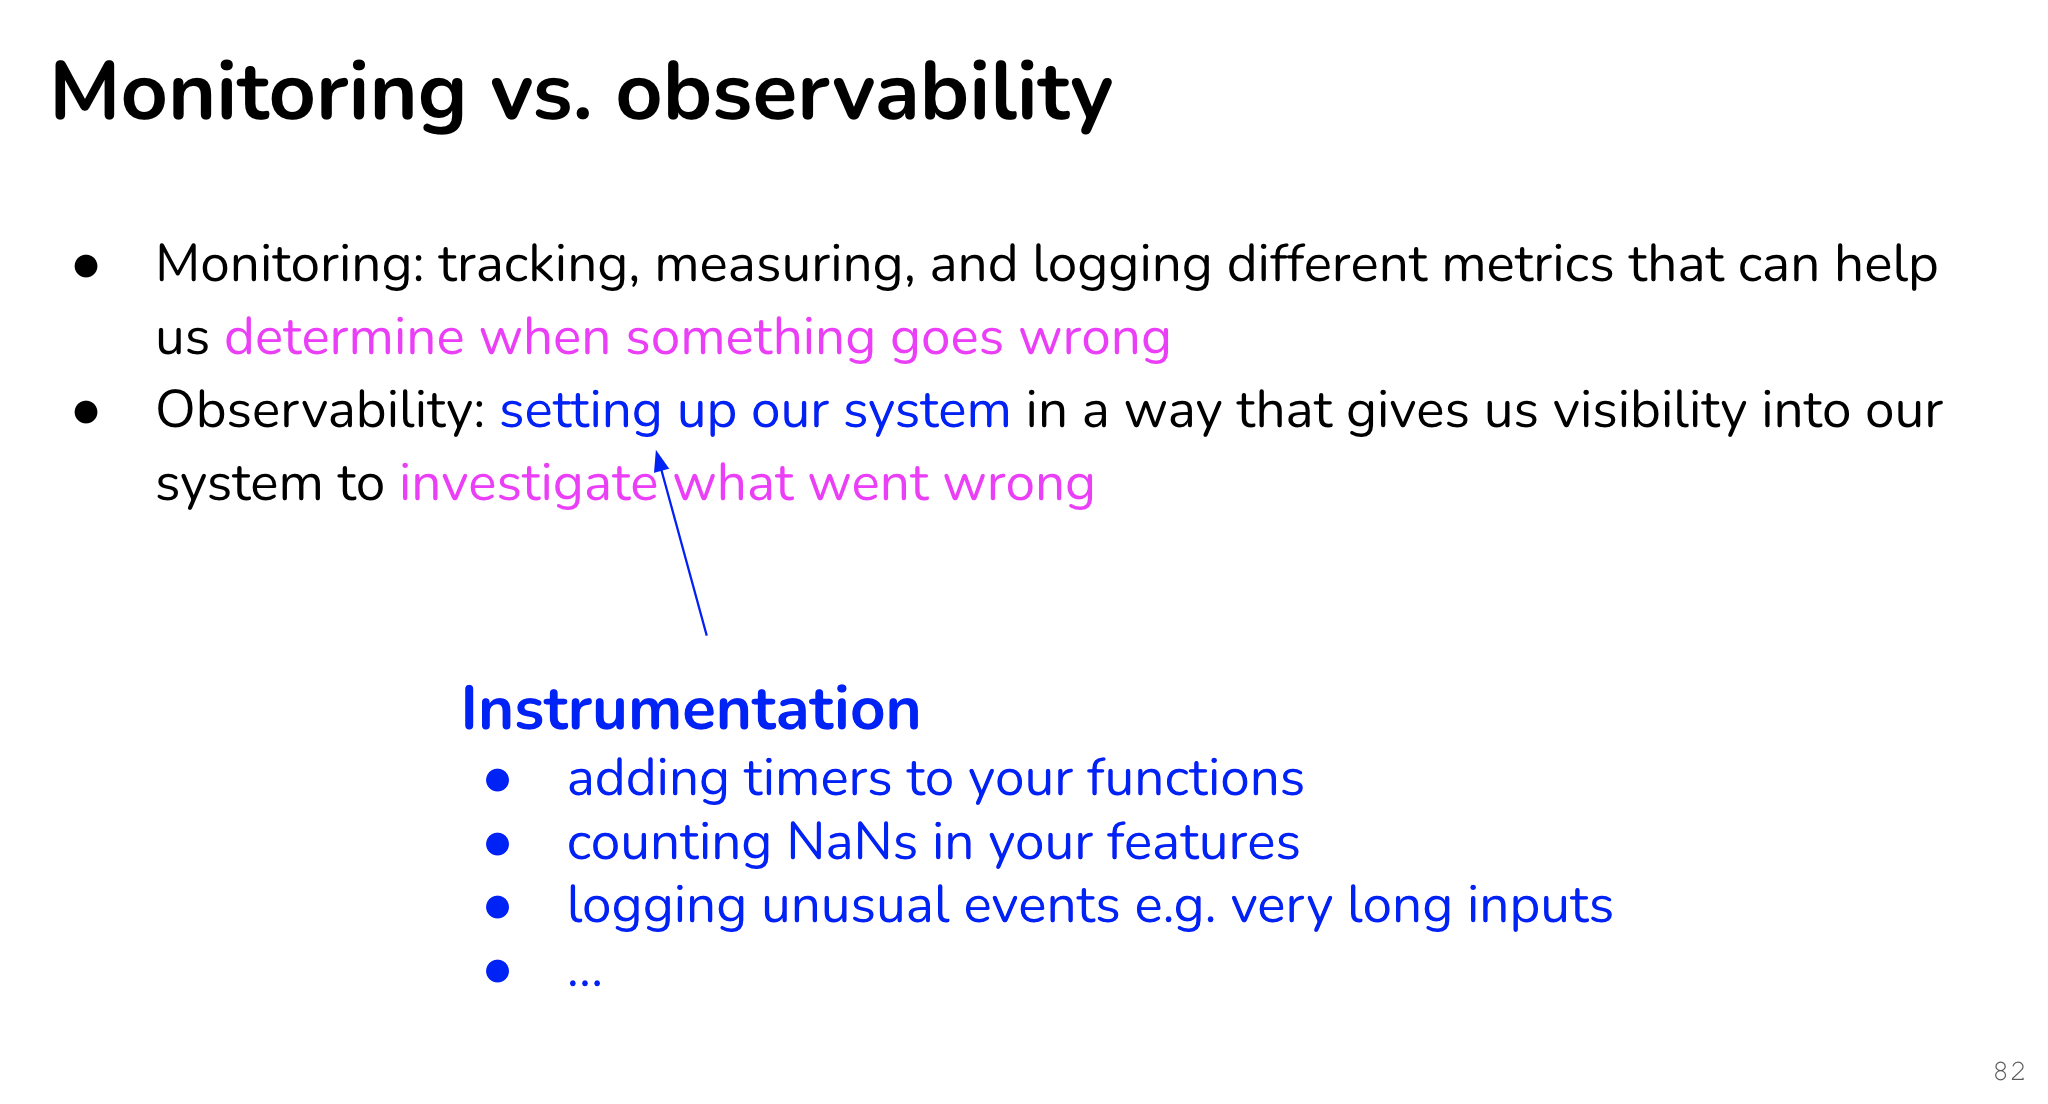 Monitoring vs. observability
● Monitoring: tracking, measuring, and logging different metrics that can help
us determine when something goes wrong
● Observability: setting up our system in a way that gives us visibility into our
system to investigate what went wrong
Instrumentation
● adding timers to your functions
● counting NaNs in your features
● logging unusual events e.g. very long inputs
● ...
82